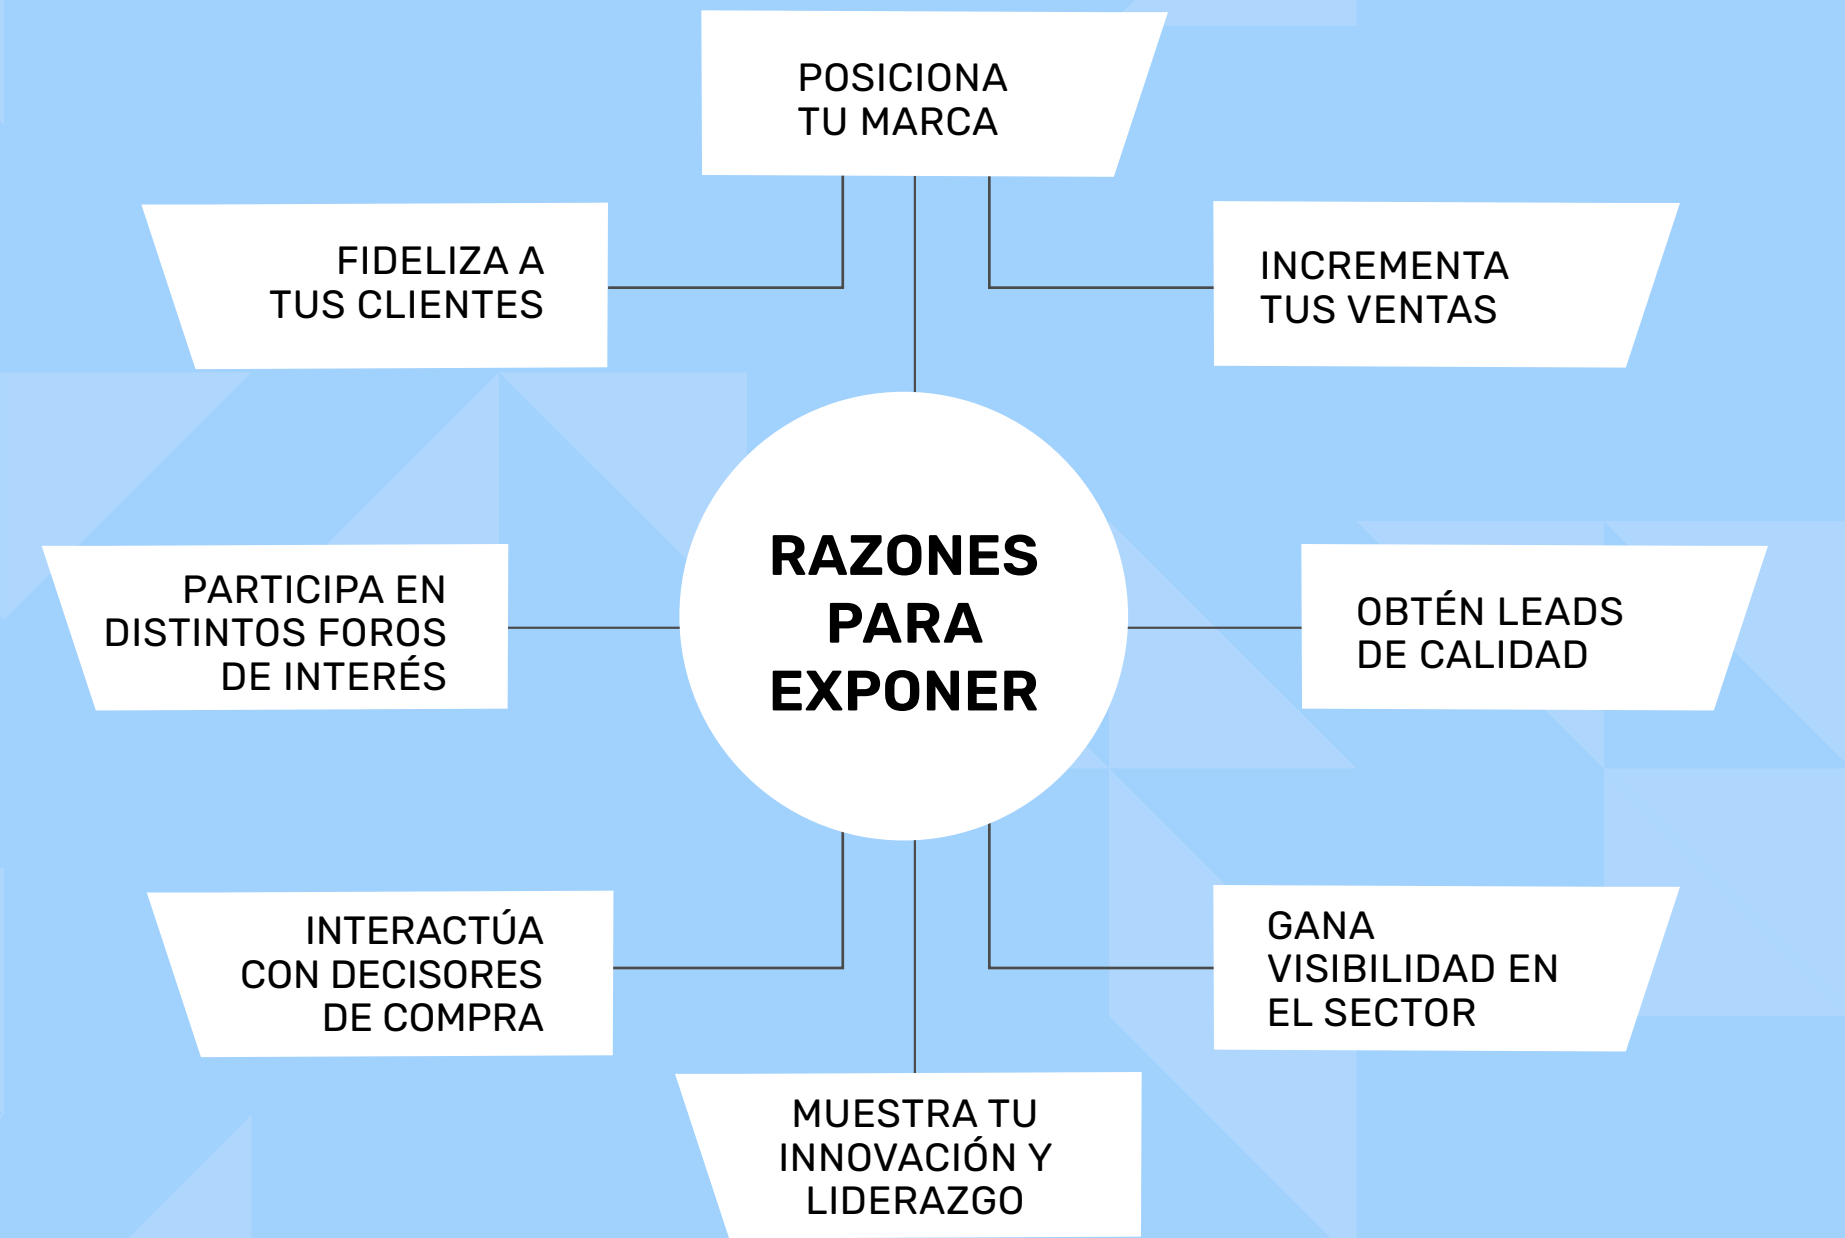 POSICIONA
TU MARCA
FIDELIZA A
TUS CLIENTES
INCREMENTA
TUS VENTAS
RAZONES
PARA
EXPONER
PARTICIPA EN
DISTINTOS FOROS
DE INTERÉS
OBTÉN LEADS
DE CALIDAD
INTERACTÚA
CON DECISORES
DE COMPRA
GANA
VISIBILIDAD EN
EL SECTOR
MUESTRA TU
INNOVACIÓN Y
LIDERAZGO